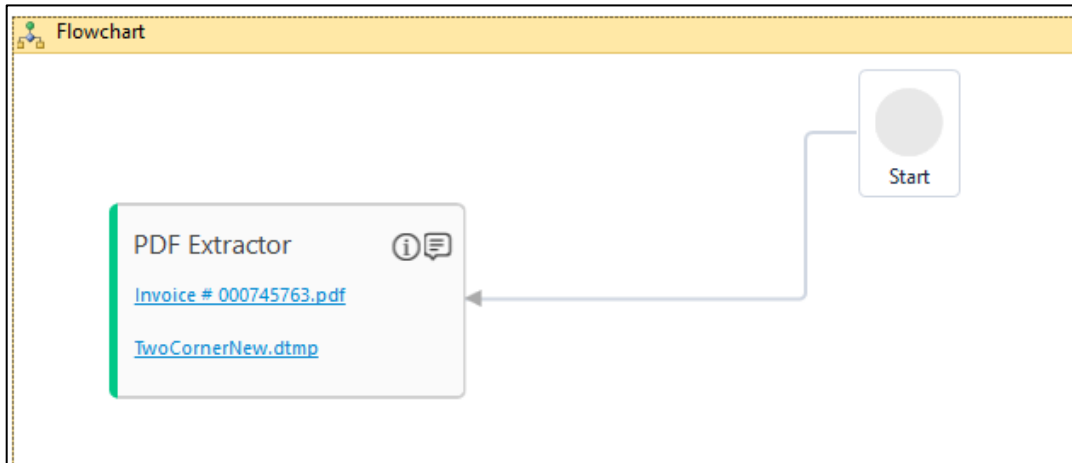 Flowchart
Start
PDF Extractor
Invoice # 000745763.pdf
TwoCornerNew.dtmp